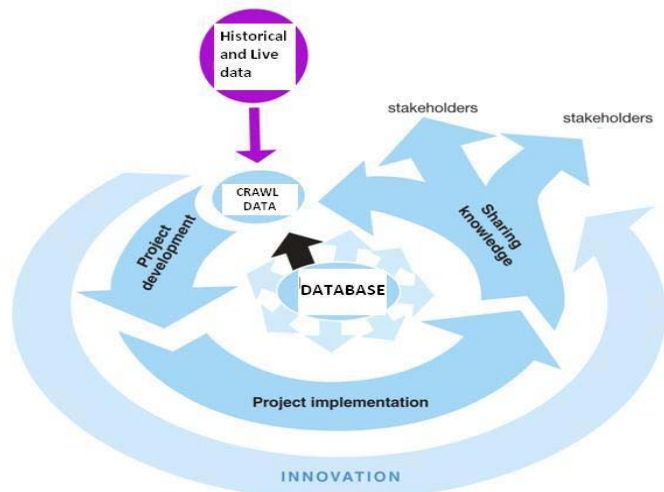 Historical
and Live
data
stakeholders
stakeholders
CRAWL
DATA
Project
development
Sharing
knowledge
DATABASE
Project implementation
INNOVATION